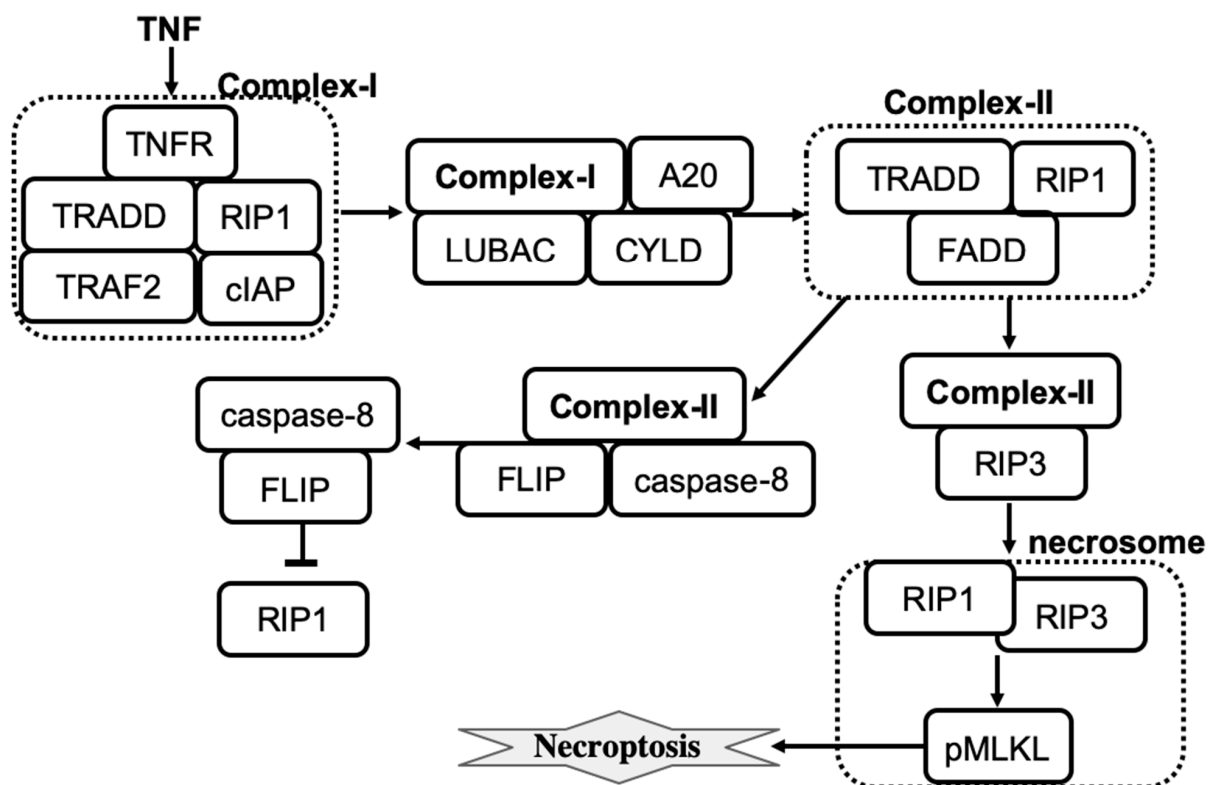 TNF
Complex-I
TNFR
TRADD
RIP1
TRAF2
cIAP
Complex-I
A20
LUBAC
CYLD
Complex-II
TRADD
RIP1
FADD
Complex-II
FLIP
caspase-8
caspase-8
FLIP
RIP1
Complex-II
RIP3
necrosome
RIP1
RIP3
pMLKL
Necroptosis